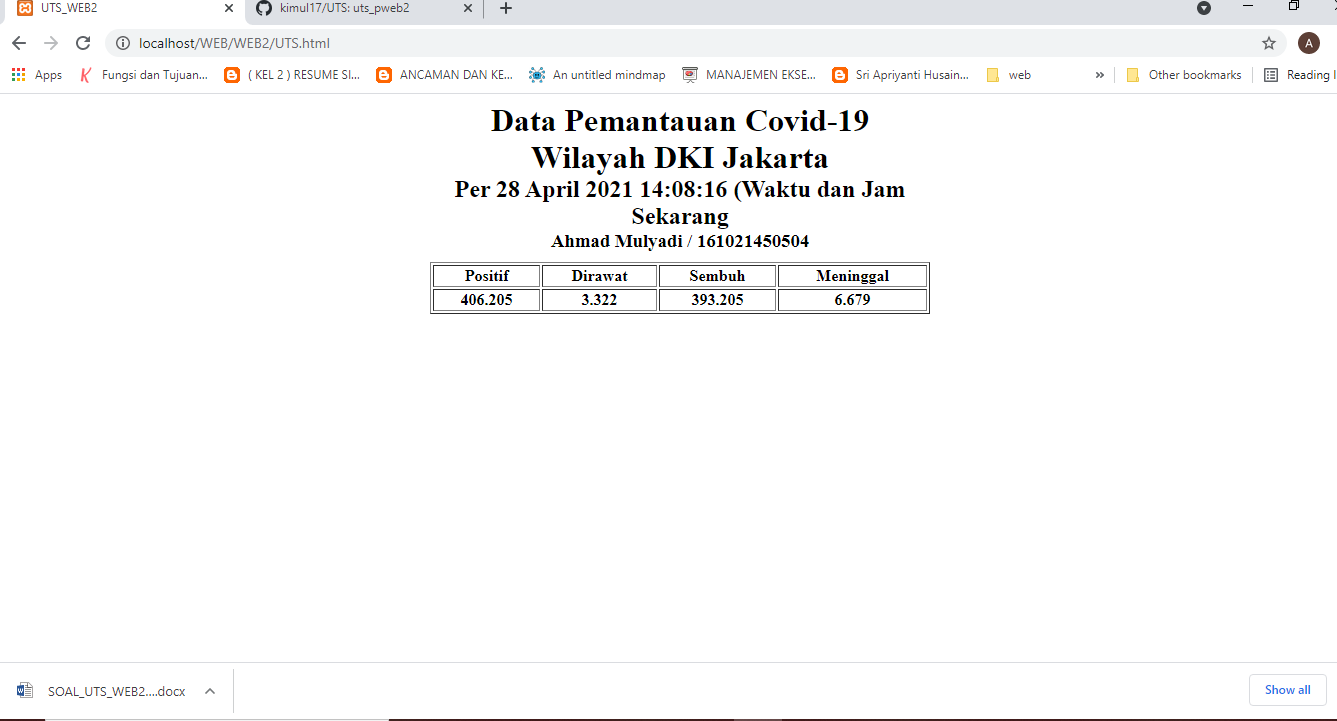 UTS_WEB2
kimul17/UTS: uts_pweb2
localhost/WEB/WEB2/UTS.html
A
Apps
Fungsi dan Tujuan...
( KEL 2 ) RESUME SI...
ANCAMAN DAN KE...
An untitled mindmap
MANAJEMEN EKSE...
Sri Apriyanti Husain...
web
»
Other bookmarks
Reading l
Data Pemantauan Covid-19
Wilayah DKI Jakarta
Per 28 April 2021 14:08:16 (Waktu dan Jam
Sekarang
Ahmad Mulyadi / 161021450504
Positif Dirawat Sembuh Meninggal
406.205 3.322 393.205 6.679
SOAL_UTS_WEB2....docx
Show all